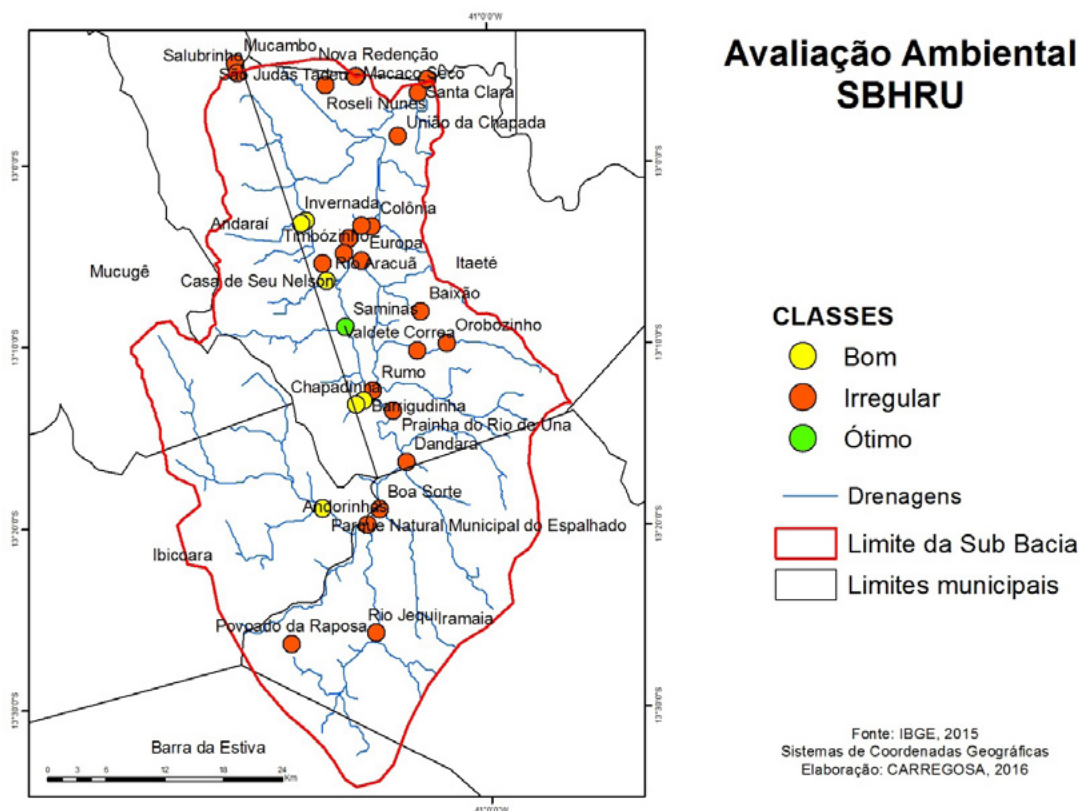 41°0'0"W
Avaliação Ambiental
SBHRU
Mucambo
Salubrinho
Nova Redenção
São Judas Tadeu
Macaco Seco
Santa Clara
Roseli Nunes
União da Chapada
Invernada
Colônia
Andaraí
Timbózinho
Europa
Mucugê
Rio Aracuã
Itaeté
Casa de Seu Nelson
Baixão
Saminas
Valdete Correa
Orobozinho
Rumo
Chapadinha
Barrigudinha
Prainha do Rio de Una
Dandara
Boa Sorte
Andorinhas
Parque Natural Municipal do Espalhado
Ibicoara
Rio Jequi
Iramaia
Povoado da Raposa
Barra da Estiva
0 3 6 12 18 24
Km
13°0'0"S
13°10'0"S
13°20'0"S
13°30'0"S
13°0'0"S
13°10'0"S
13°20'0"S
13°30'0"S
41°0'0"W
CLASSES
Bom
Irregular
Ótimo
Drenagens
Limite da Sub Bacia
Limites municipais
Fonte: IBGE, 2015
Sistemas de Coordenadas Geográficas
Elaboração: CARREGOSA, 2016